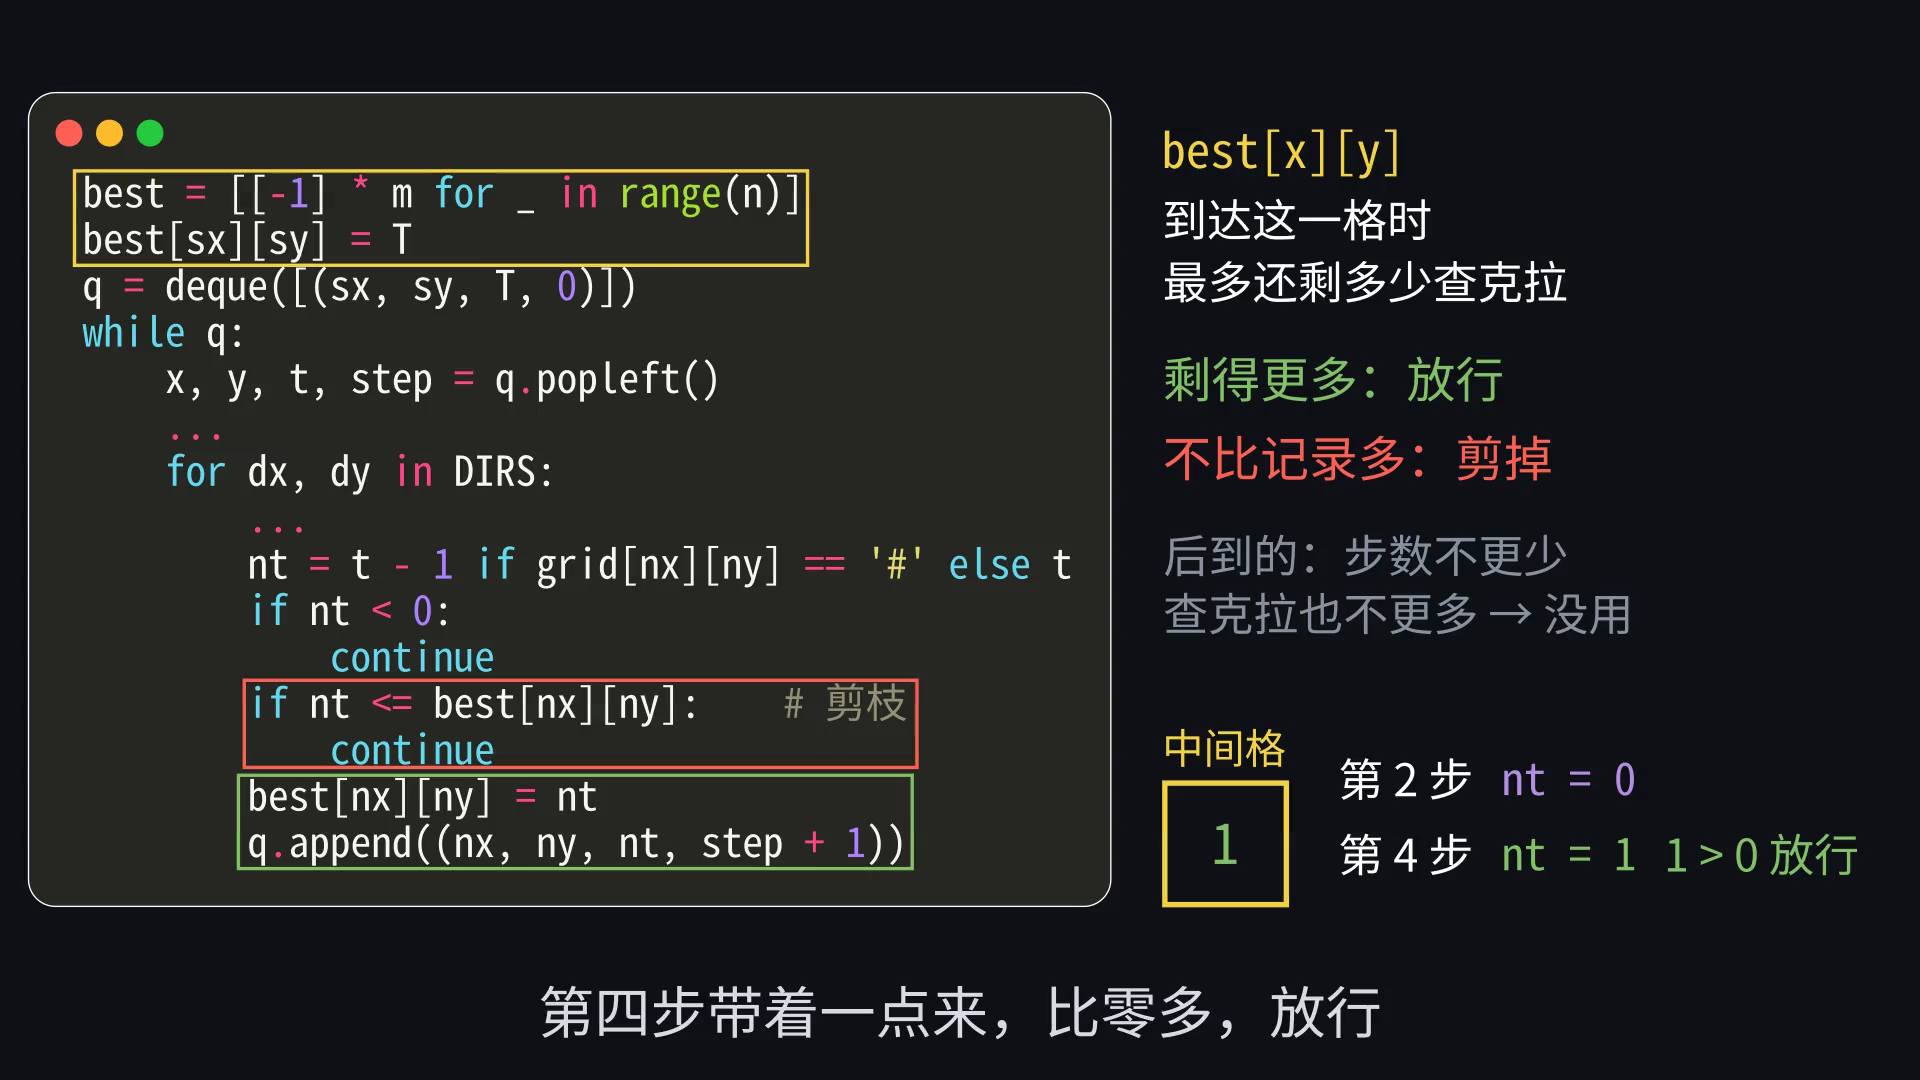 best = [[-1] * m for _ in range(n)]
best[sx][sy] = T
q = deque([(sx, sy, T, 0)])
while q:
    x, y, t, step = q.popleft()
    ...
    for dx, dy in DIRS:
        ...
        nt = t - 1 if grid[nx][ny] == '#' else t
        if nt < 0:
            continue
        if nt <= best[nx][ny]:    # 剪枝
            continue
        best[nx][ny] = nt
        q.append((nx, ny, nt, step + 1))
best[x][y]
到达这一格时
最多还剩多少查克拉
剩得更多：放行
不比记录多：剪掉
后到的：步数不更少
查克拉也不更多 → 没用
中间格
1
第 2 步 nt = 0
第 4 步 nt = 1 1 > 0 放行
第四步带着一点来，比零多，放行